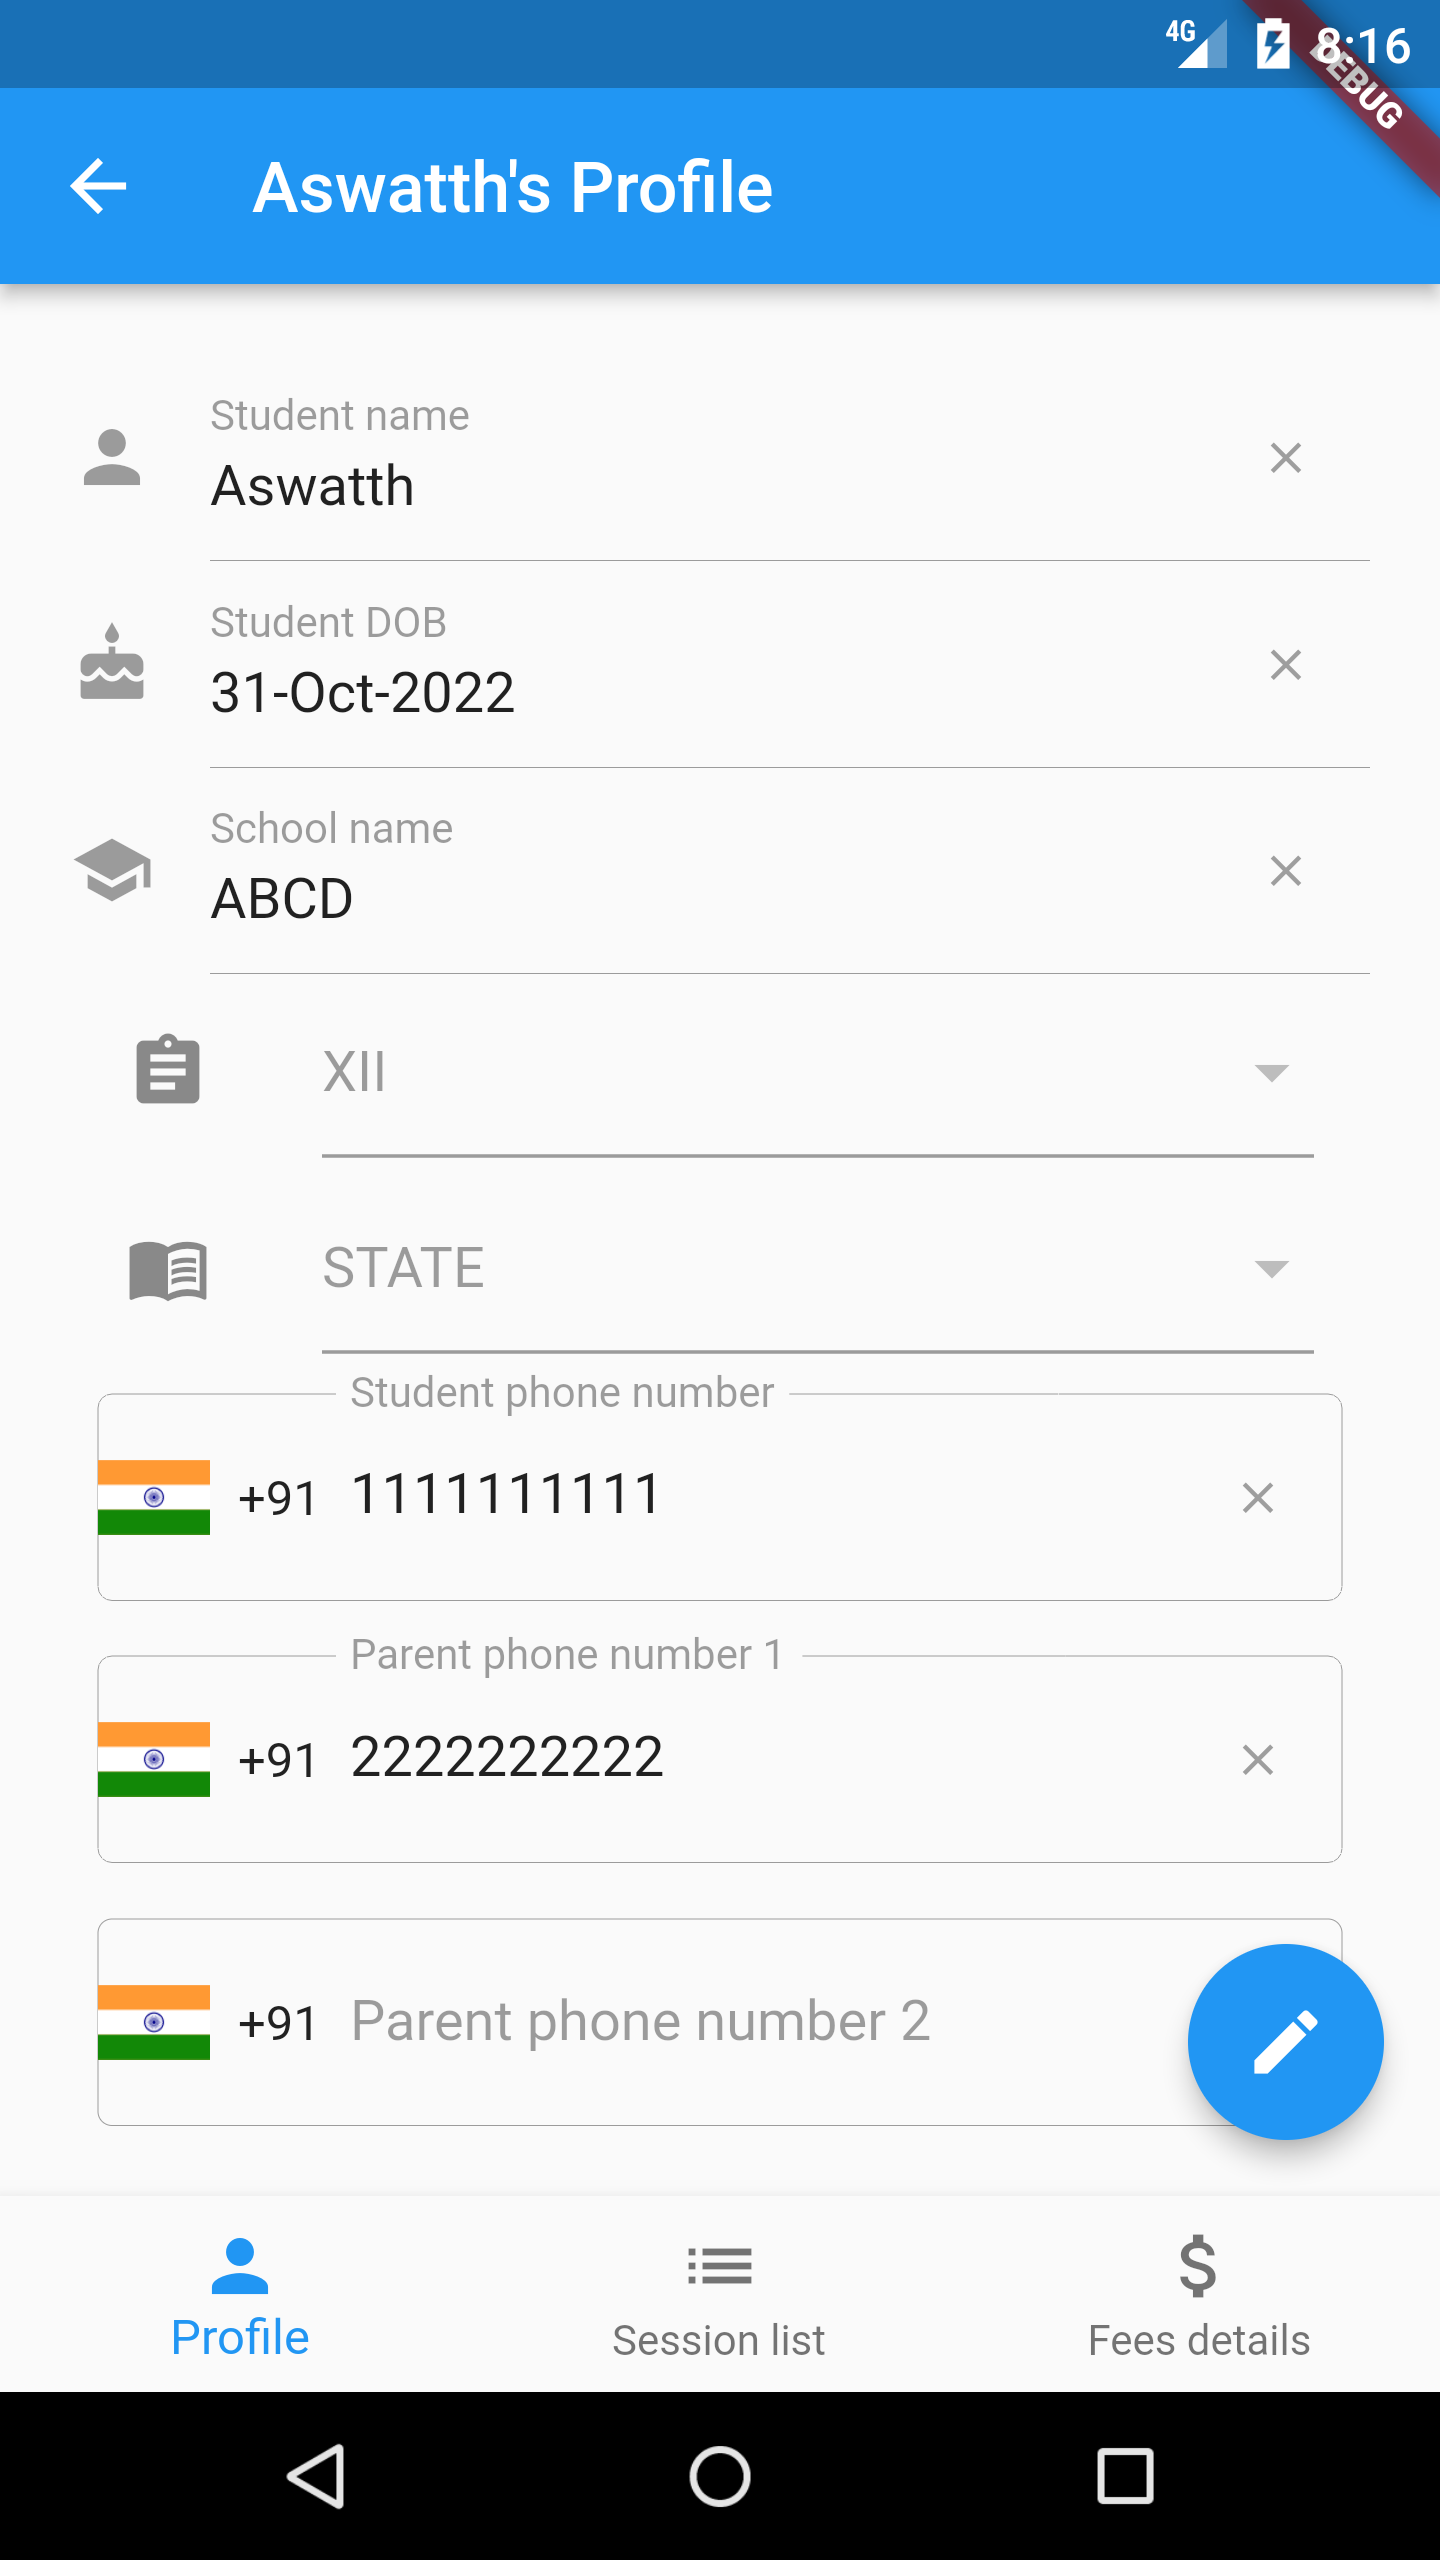 4G 8:16
DEBUG
Aswatth's Profile
Student name
Aswatth
Student DOB
31-Oct-2022
School name
ABCD
XII
STATE
Student phone number
+91 1111111111
Parent phone number 1
+91 2222222222
+91 Parent phone number 2
Profile Session list Fees details